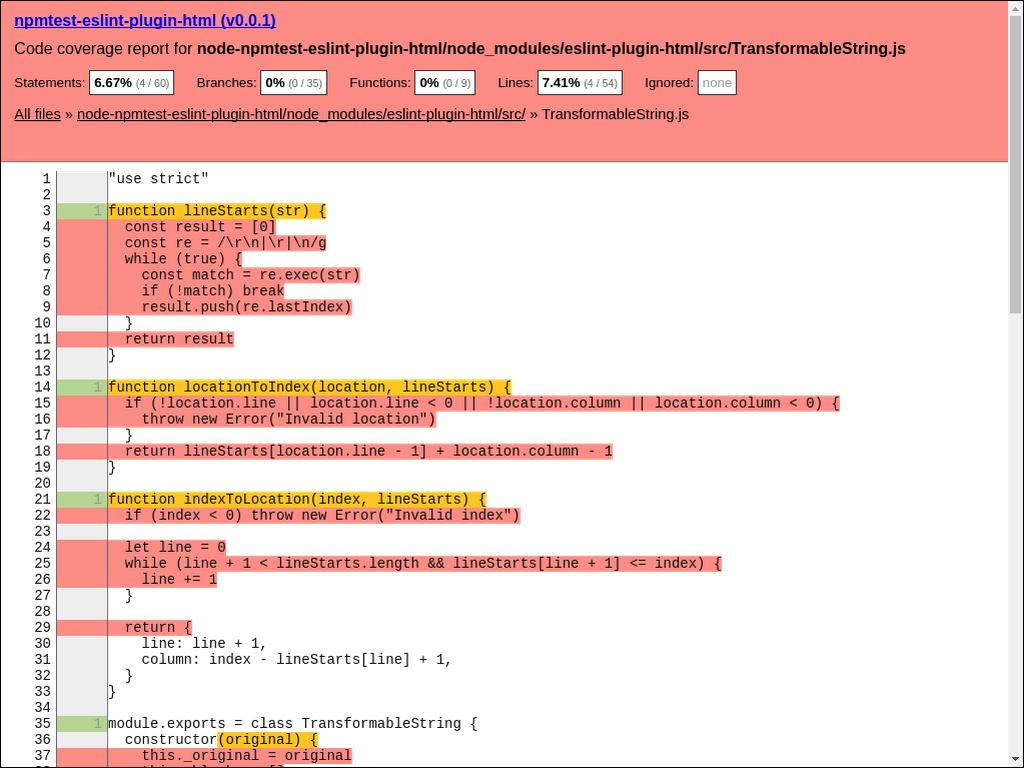 npmtest-eslint-plugin-html (v0.0.1)
Code coverage report for node-npmtest-eslint-plugin-html/node_modules/eslint-plugin-html/src/TransformableString.js
Statements: 6.67% (4 / 60) Branches: 0% (0 / 35) Functions: 0% (0 / 9) Lines: 7.41% (4 / 54) Ignored: none
All files » node-npmtest-eslint-plugin-html/node_modules/eslint-plugin-html/src/ » TransformableString.js
1 "use strict"
2
3 1 function lineStarts(str) {
4 const result = [0]
5 const re = /\r\n|\r|\n/g
6 while (true) {
7 const match = re.exec(str)
8 if (!match) break
9 result.push(re.lastIndex)
10 }
11 return result
12 }
13
14 1 function locationToIndex(location, lineStarts) {
15 if (!location.line || location.line < 0 || !location.column || location.column < 0) {
16 throw new Error("Invalid location")
17 }
18 return lineStarts[location.line - 1] + location.column - 1
19 }
20
21 1 function indexToLocation(index, lineStarts) {
22 if (index < 0) throw new Error("Invalid index")
23
24 let line = 0
25 while (line + 1 < lineStarts.length && lineStarts[line + 1] <= index) {
26 line += 1
27 }
28
29 return {
30 line: line + 1,
31 column: index - lineStarts[line] + 1,
32 }
33 }
34
35 1 module.exports = class TransformableString {
36 constructor(original) {
37 this._original = original